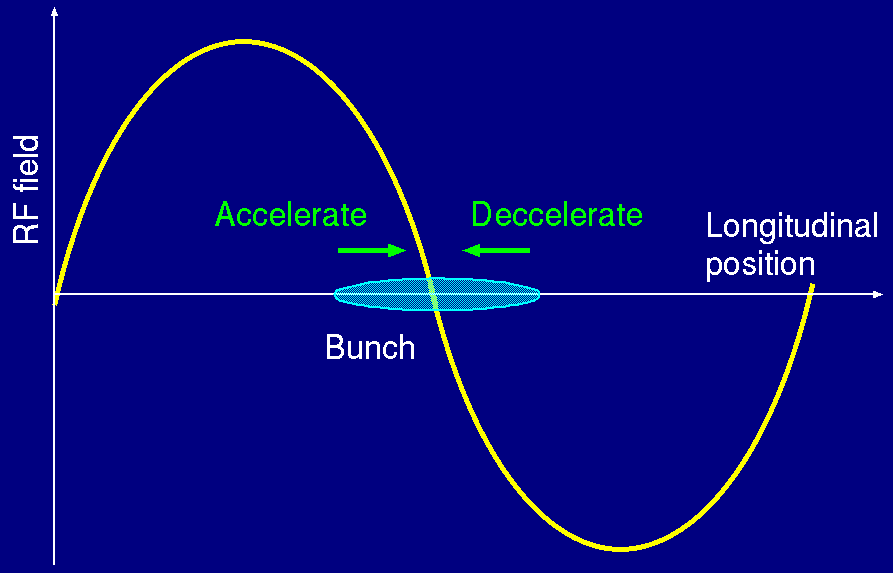 RF field
Accelerate
Deccelerate
Longitudinal
position
Bunch